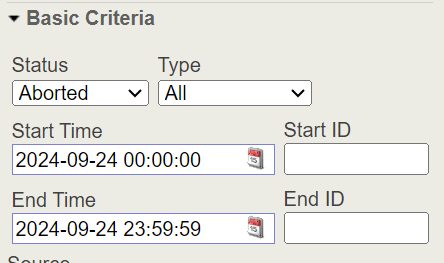 Basic Criteria
Status Type
Aborted All
Start Time Start ID
2024-09-24 00:00:00
End Time End ID
2024-09-24 23:59:59
Source